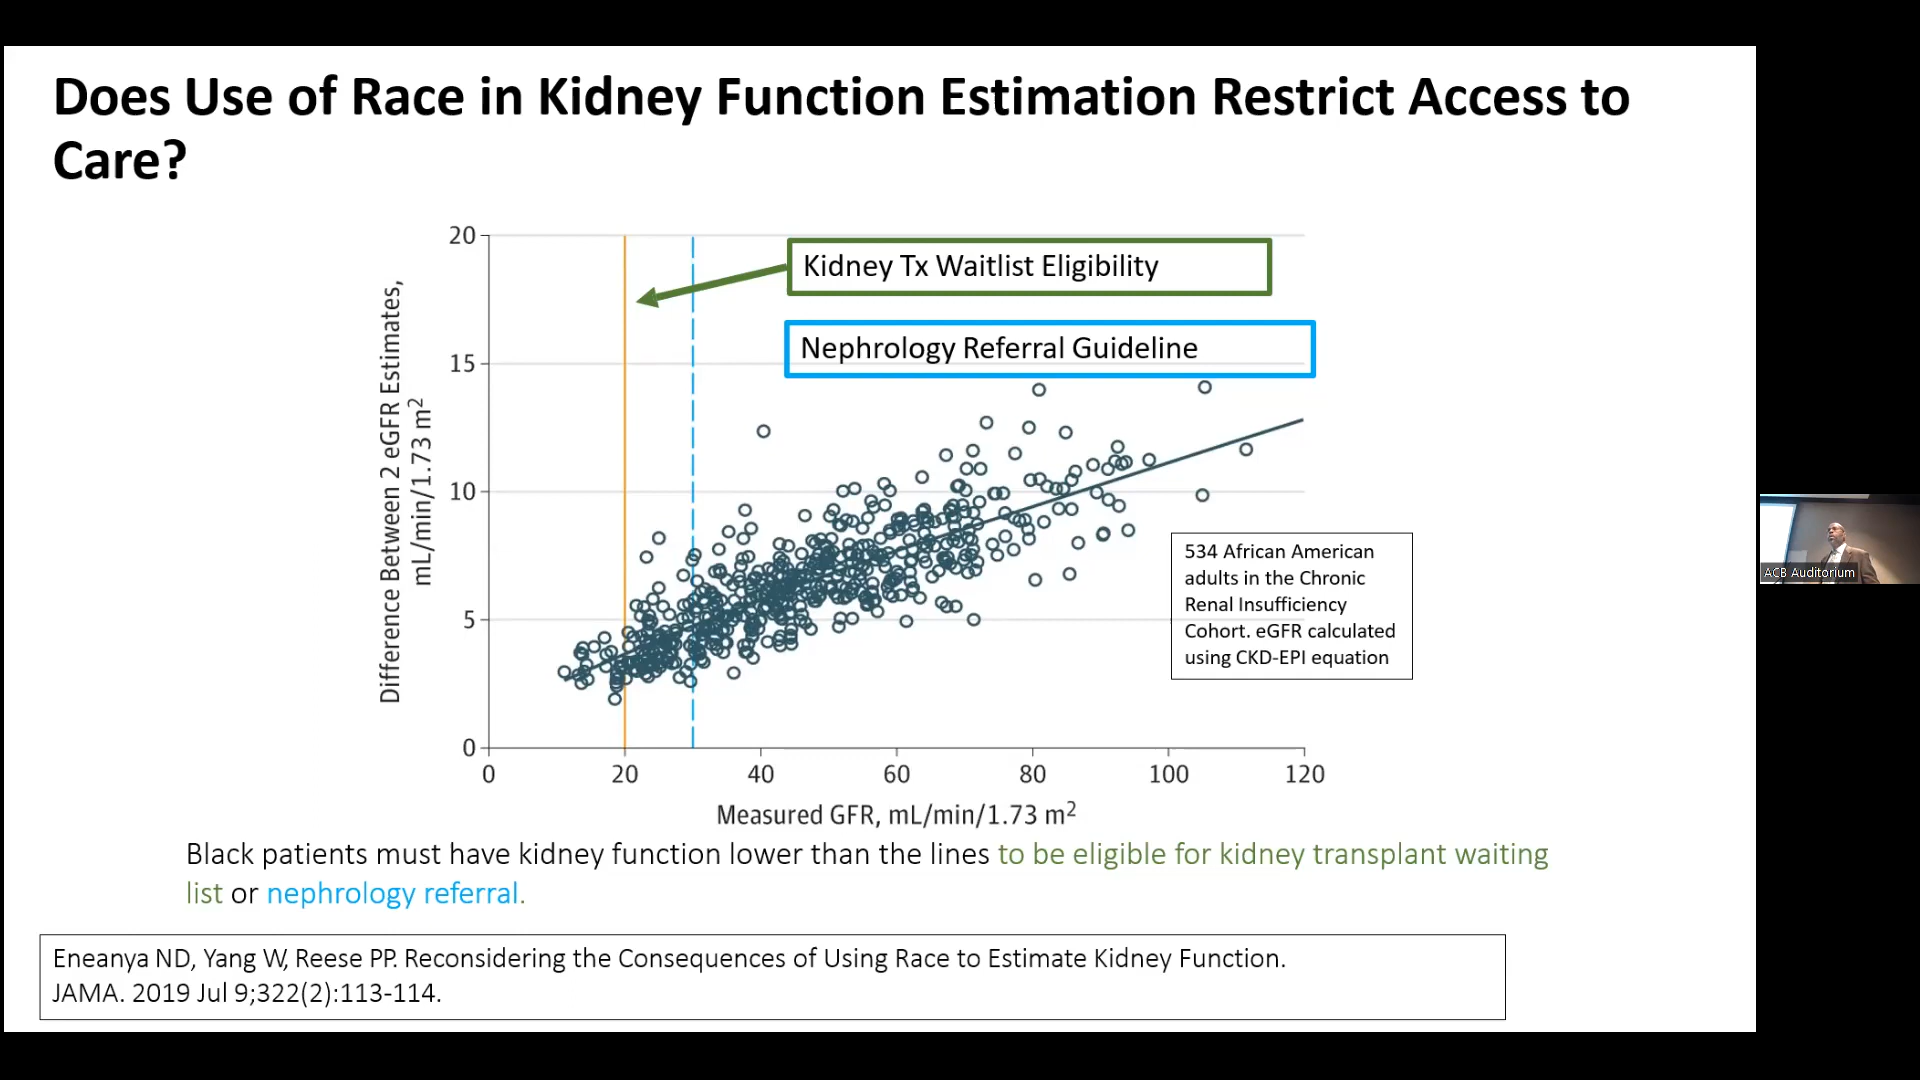 Does Use of Race in Kidney Function Estimation Restrict Access to
Care?
Difference Between 2 eGFR Estimates,
mL/min/1.73 m²
20
15
10
5
0
Kidney Tx Waitlist Eligibility
Nephrology Referral Guideline
534 African American
adults in the Chronic
Renal Insufficiency
Cohort. eGFR calculated
using CKD-EPI equation
0 20 40 60 80 100 120
Measured GFR, mL/min/1.73 m²
Black patients must have kidney function lower than the lines to be eligible for kidney transplant waiting
list or nephrology referral.
Eneanya ND, Yang W, Reese PP. Reconsidering the Consequences of Using Race to Estimate Kidney Function.
JAMA. 2019 Jul 9;322(2):113-114.
ACB Auditorium